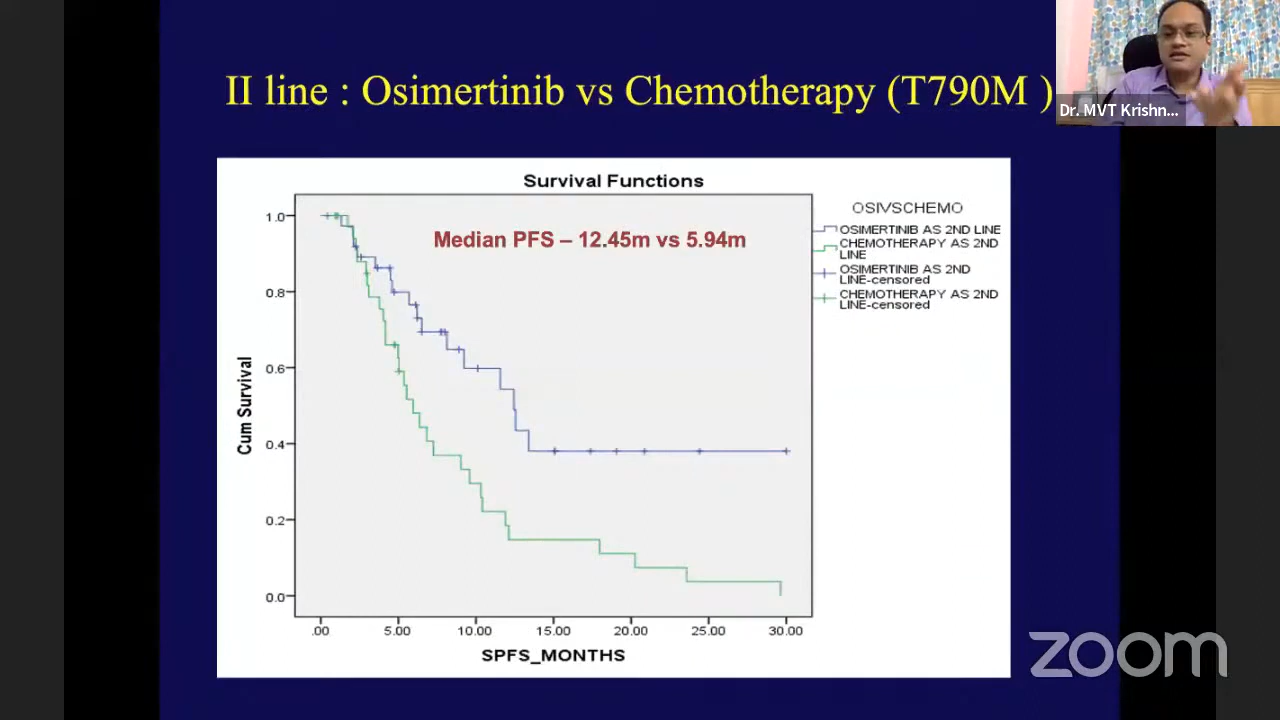 II line : Osimertinib vs Chemotherapy (T790M )
Dr. MVT Krishn...
Survival Functions
Median PFS – 12.45m vs 5.94m
OSIVSCHEMO
OSIMERTINIB AS 2ND LINE
CHEMOTHERAPY AS 2ND
LINE
OSIMERTINIB AS 2ND
LINE-censored
CHEMOTHERAPY AS 2ND
LINE-censored
Cum Survival
1.0
0.8
0.6
0.4
0.2
0.0
.00 5.00 10.00 15.00 20.00 25.00 30.00
SPFS_MONTHS
zoom